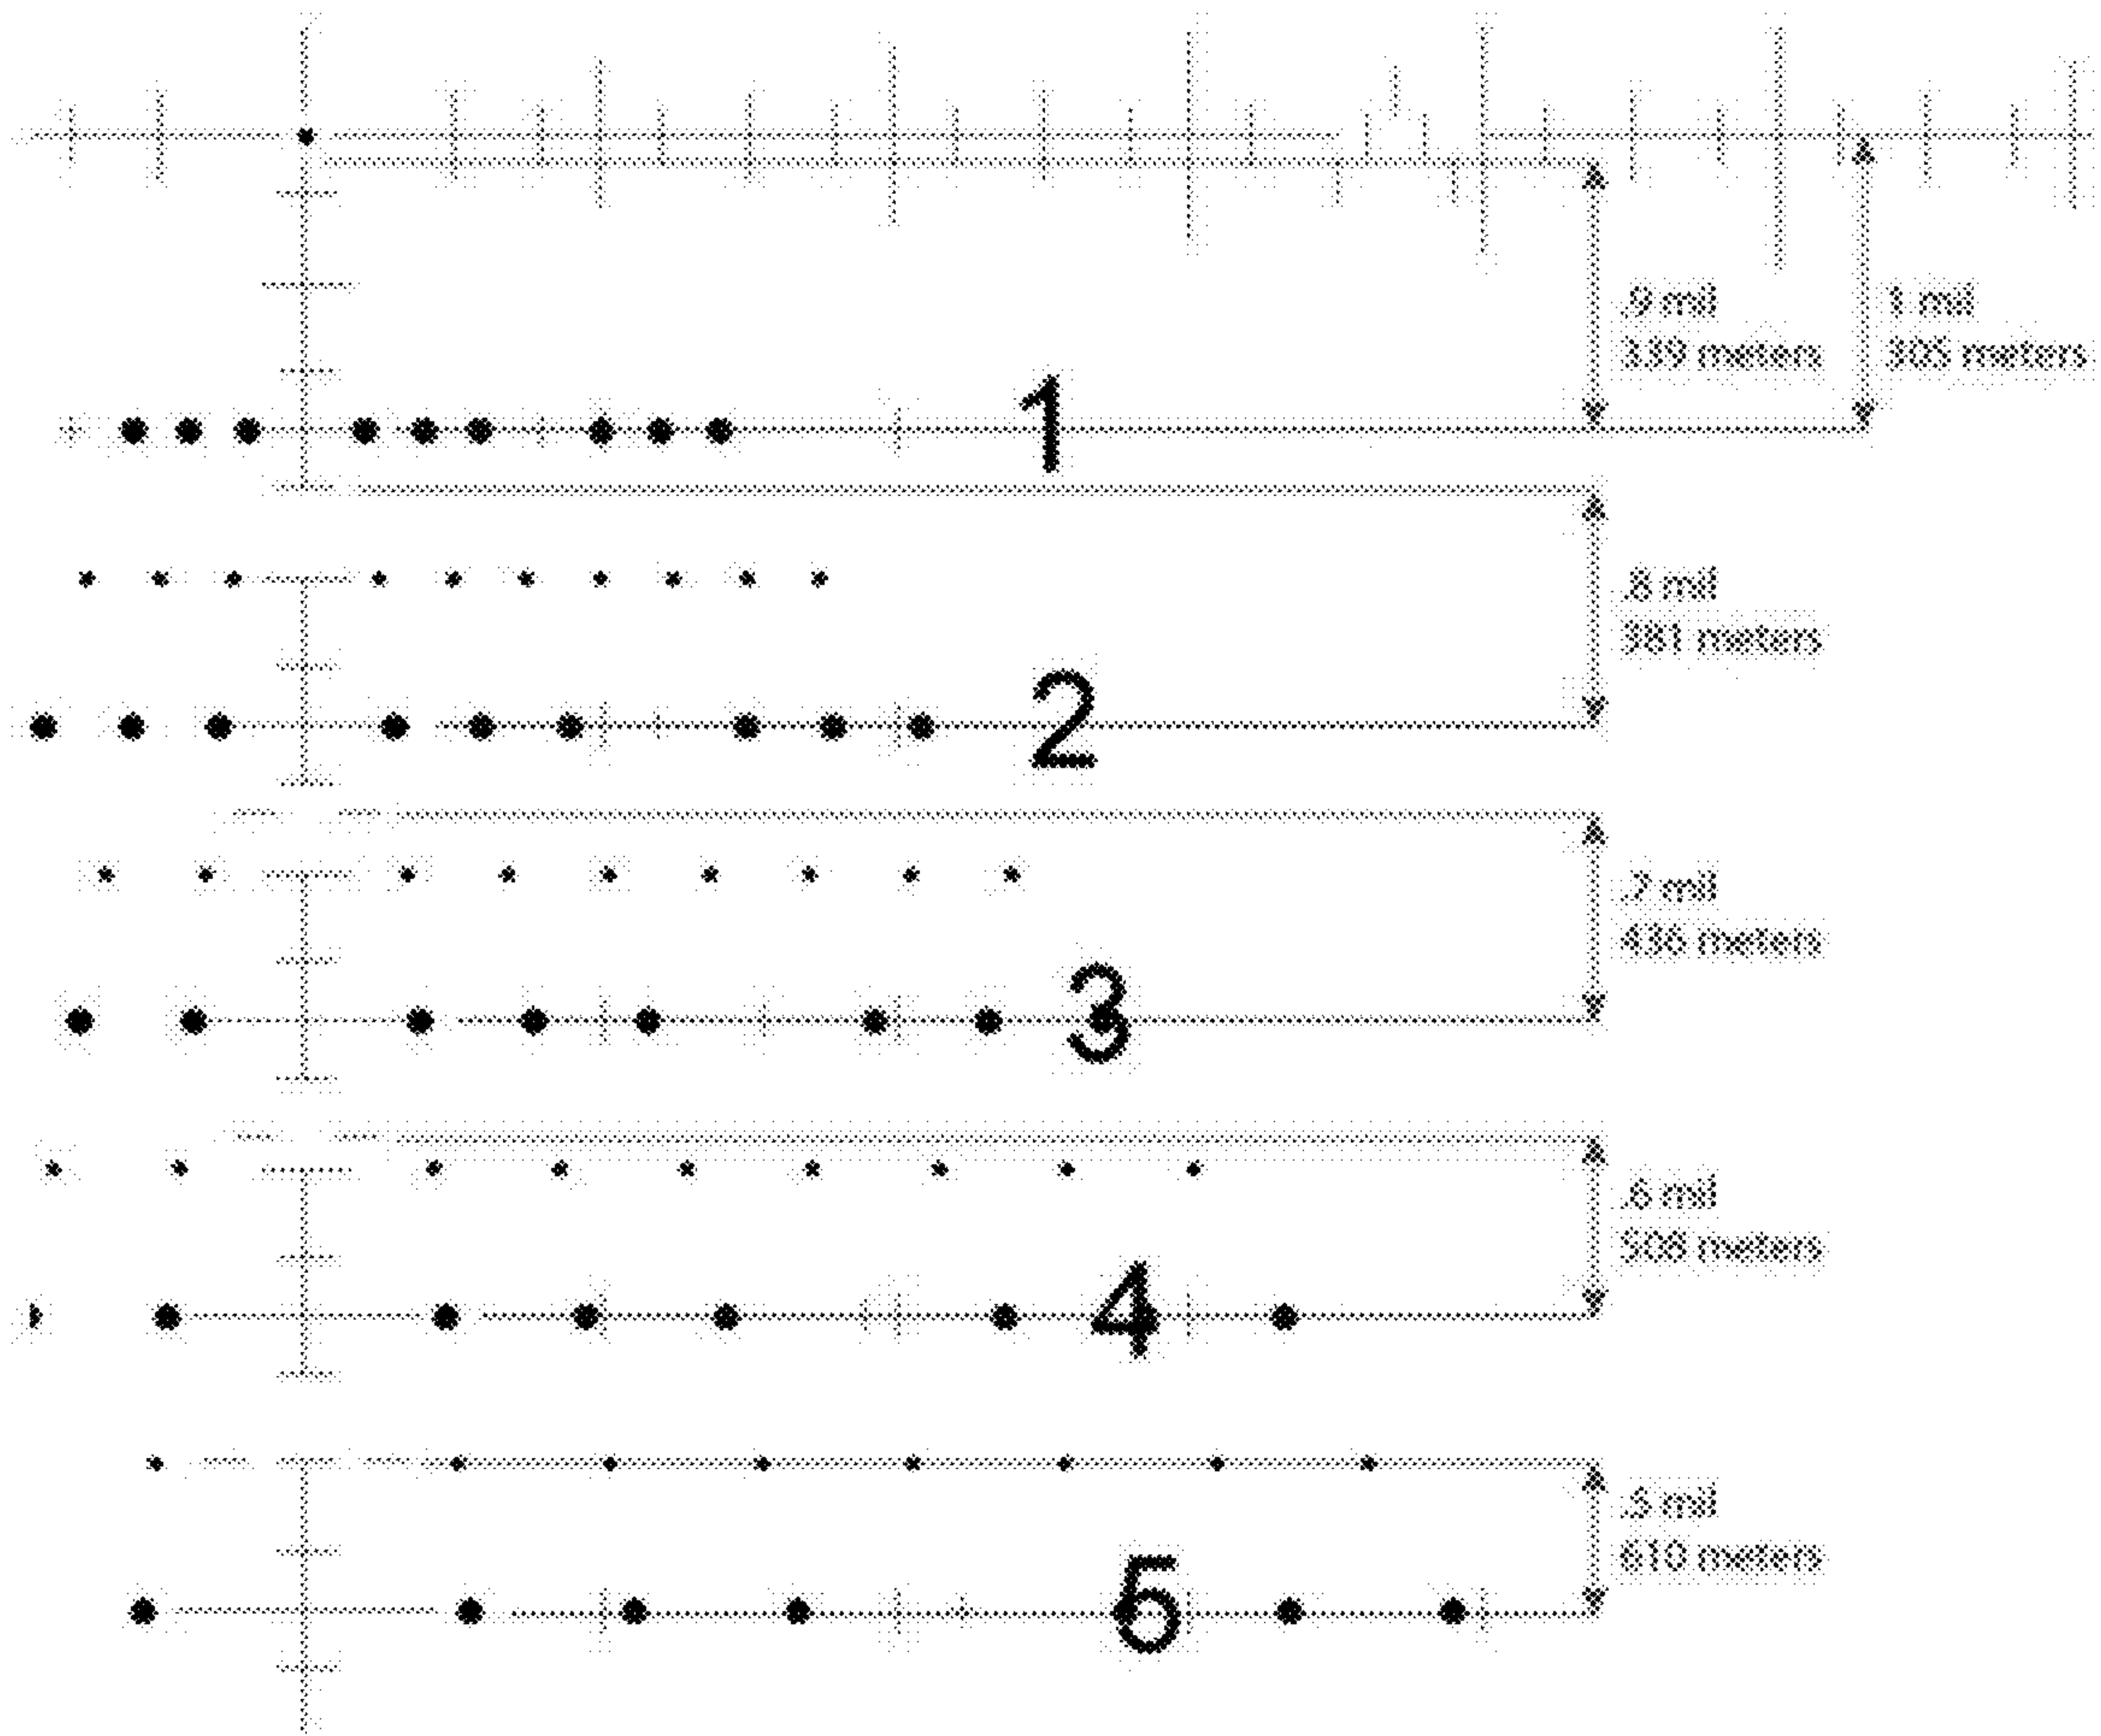 .9 mil
339 meters
1 mil
305 meters
1
.8 mil
381 meters
2
.7 mil
436 meters
3
.6 mil
508 meters
4
.5 mil
610 meters
5